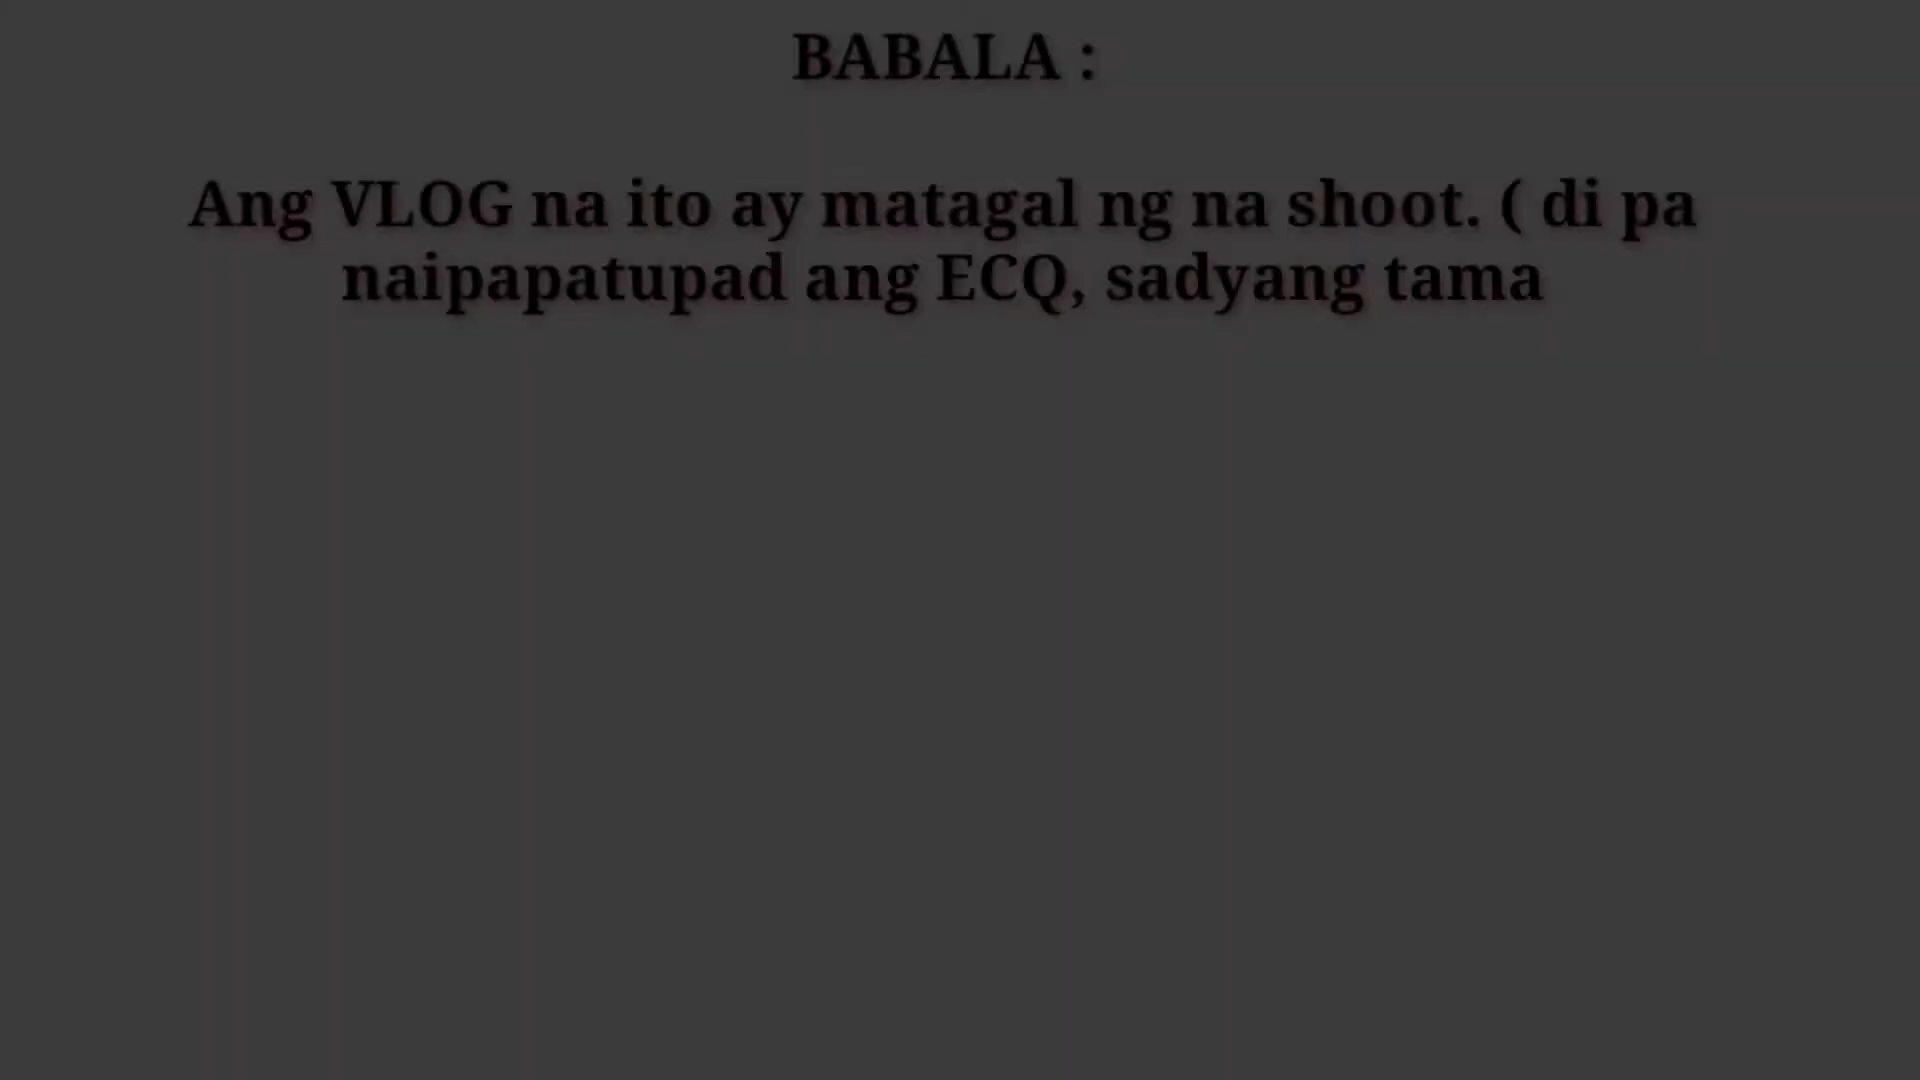 BABALA :
Ang VLOG na ito ay matagal ng na shoot. ( di pa
naipapatupad ang ECQ, sadyang tama